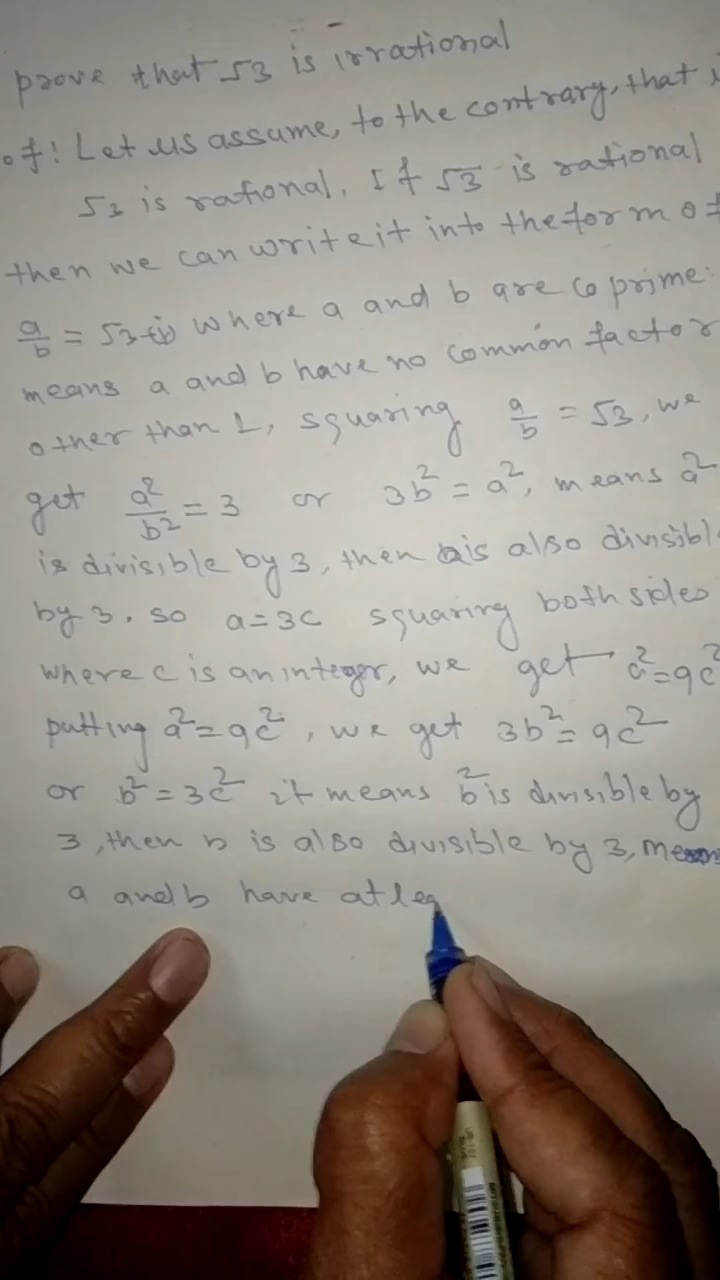 prove that √3 is irrational
of: Let us assume, to the contrary, that
√3 is rational. If √3 is rational
then we can write it into the form of
a/b = √3 where a and b are co prime
means a and b have no common factor
other than 1, squaring a/b = √3, we
get a²/b² = 3 or 3b² = a², means a²
is divisible by 3, then a is also divisibl
by 3. so a = 3c squaring both sides
where c is an integer, we get a² = 9c²
putting a² = 9c², we get 3b² = 9c²
or b² = 3c² it means b² is divisible by
3, then b is also divisible by 3, mean
a and b have at lea